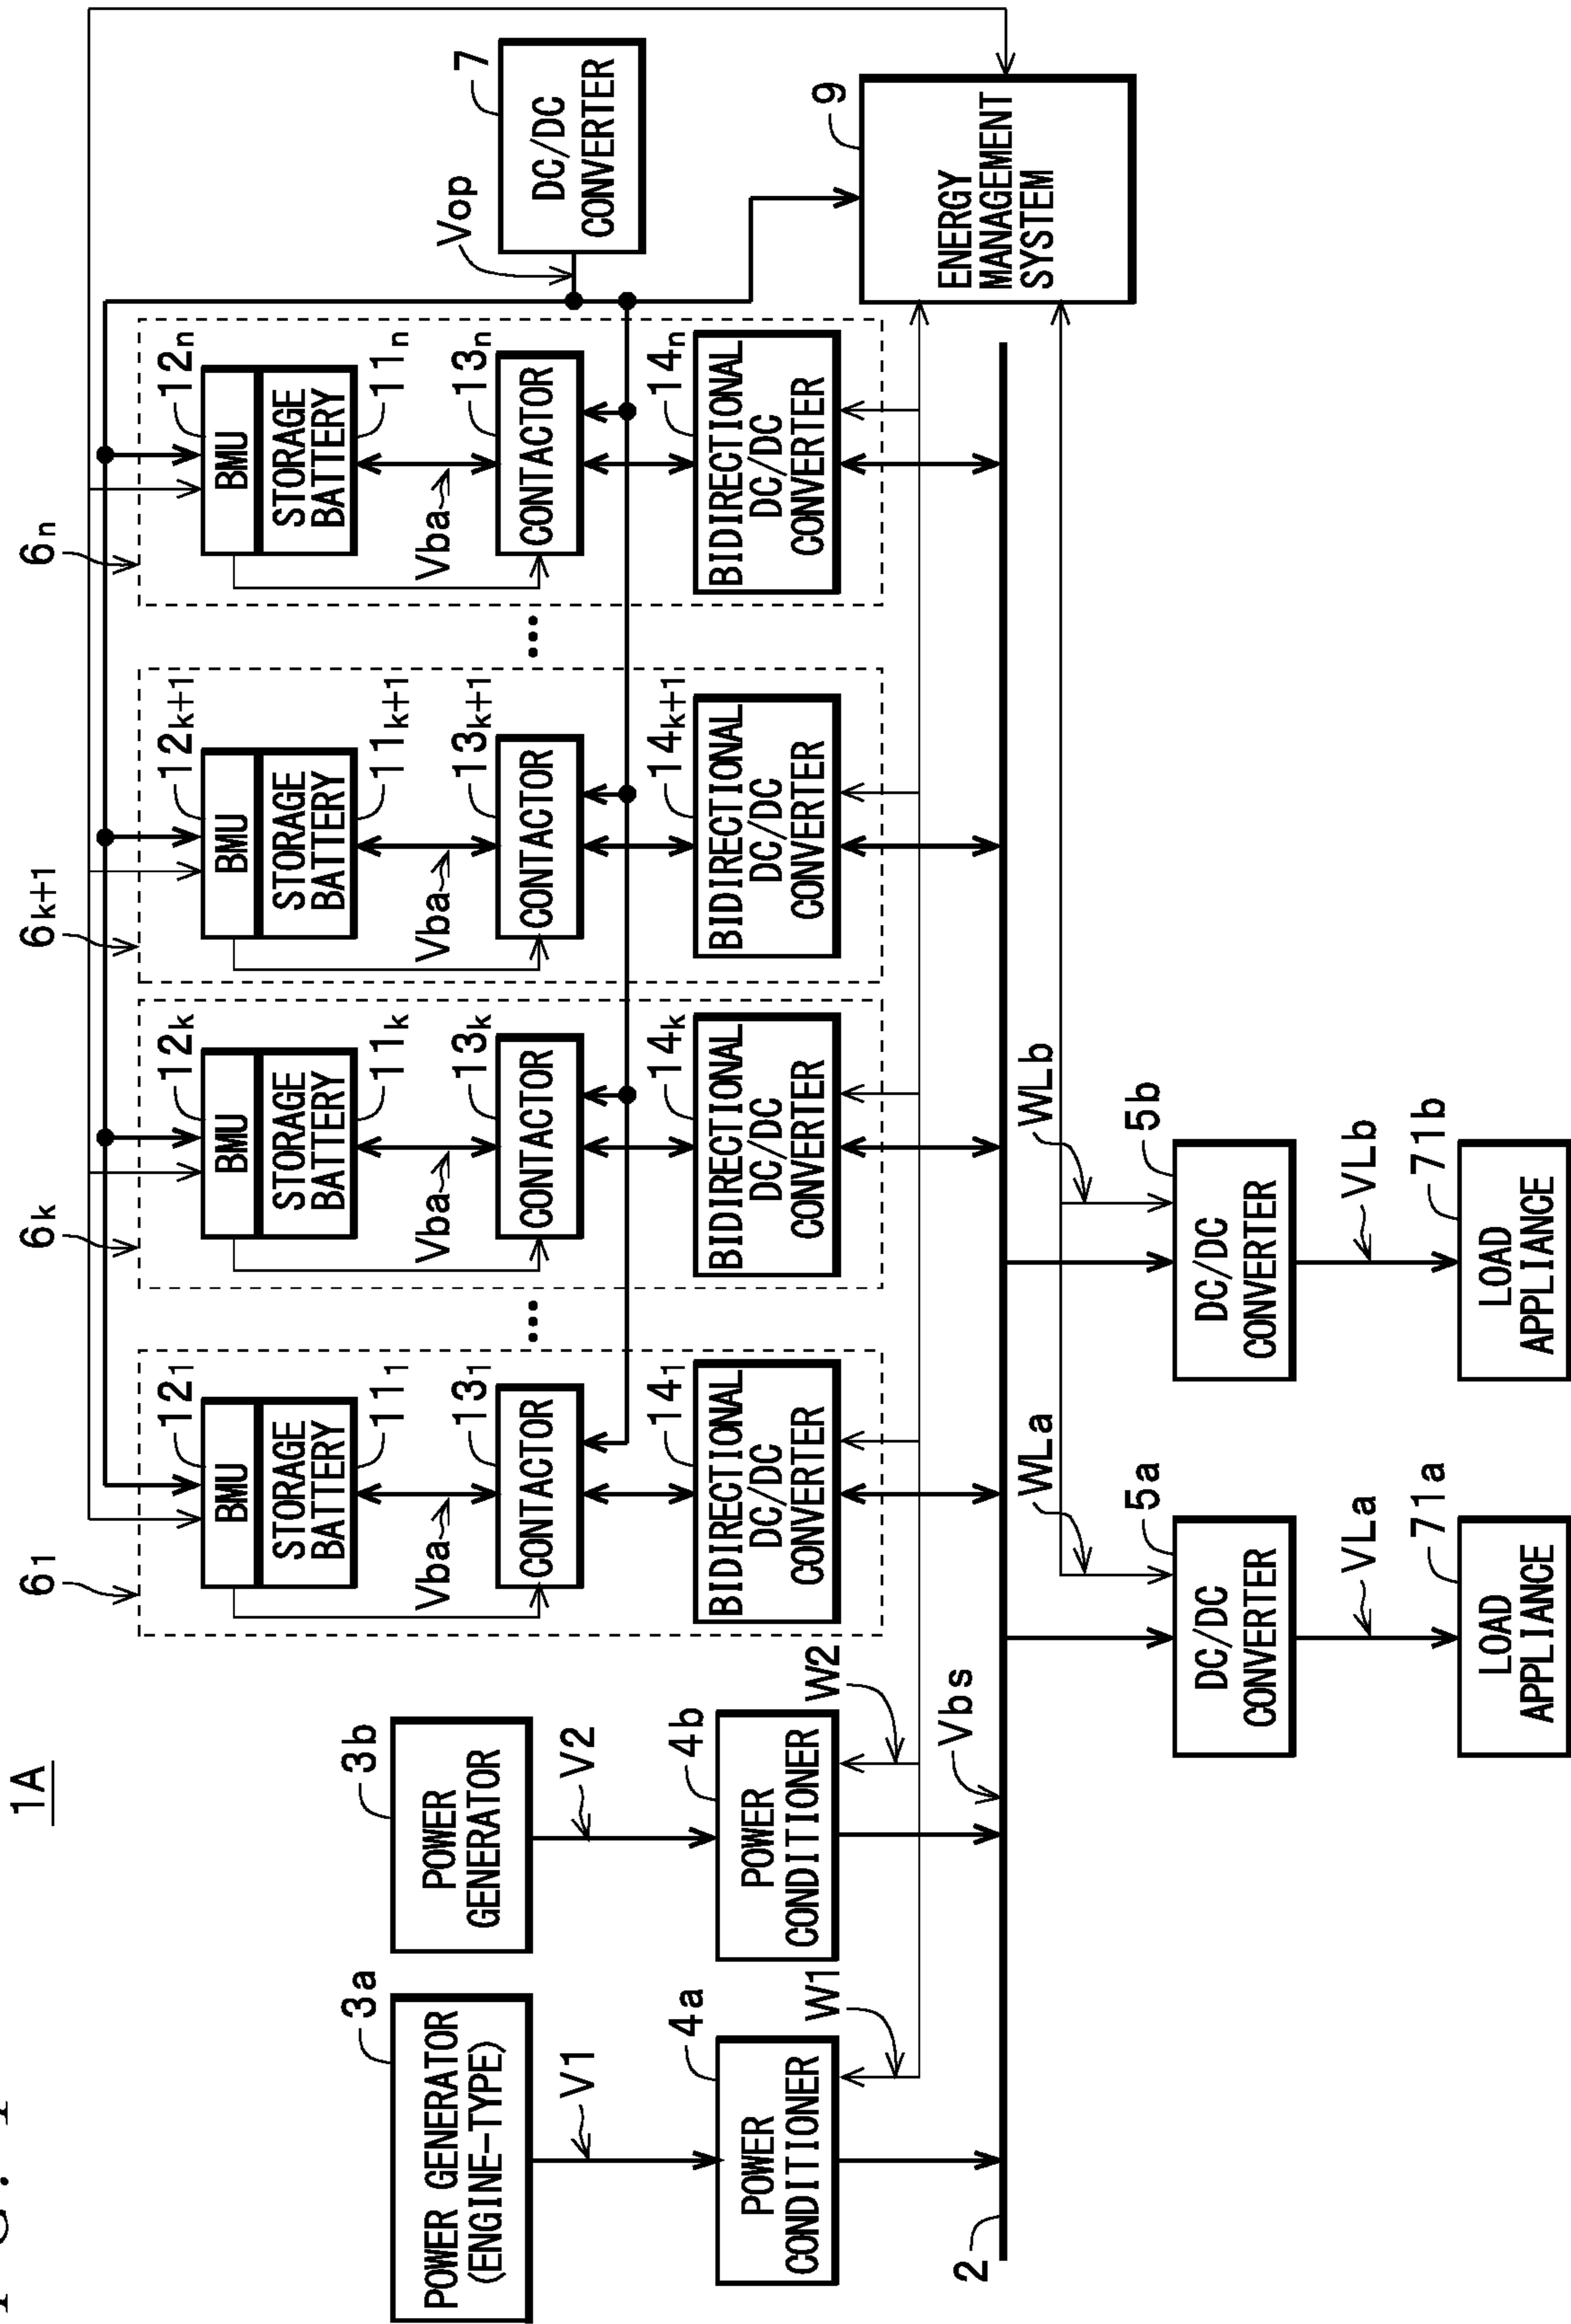 1A
6₁
6k
6k+1
6n
12₁
BMU
STORAGE
BATTERY
11₁
Vba
13₁
CONTACTOR
14₁
BIDIRECTIONAL
DC/DC
CONVERTER
...
12k
BMU
STORAGE
BATTERY
11k
Vba
13k
CONTACTOR
14k
BIDIRECTIONAL
DC/DC
CONVERTER
12k+1
BMU
STORAGE
BATTERY
11k+1
Vba
13k+1
CONTACTOR
14k+1
BIDIRECTIONAL
DC/DC
CONVERTER
...
12n
BMU
STORAGE
BATTERY
11n
Vba
13n
CONTACTOR
14n
BIDIRECTIONAL
DC/DC
CONVERTER
Vop
7
DC/DC
CONVERTER
9
ENERGY
MANAGEMENT
SYSTEM
3a
POWER GENERATOR
(ENGINE-TYPE)
V1
4a
POWER
CONDITIONER
W1
3b
POWER
GENERATOR
V2
4b
POWER
CONDITIONER
W2
2
Vbs
WLa
5a
DC/DC
CONVERTER
VLa
71a
LOAD
APPLIANCE
WLb
5b
DC/DC
CONVERTER
VLb
71b
LOAD
APPLIANCE